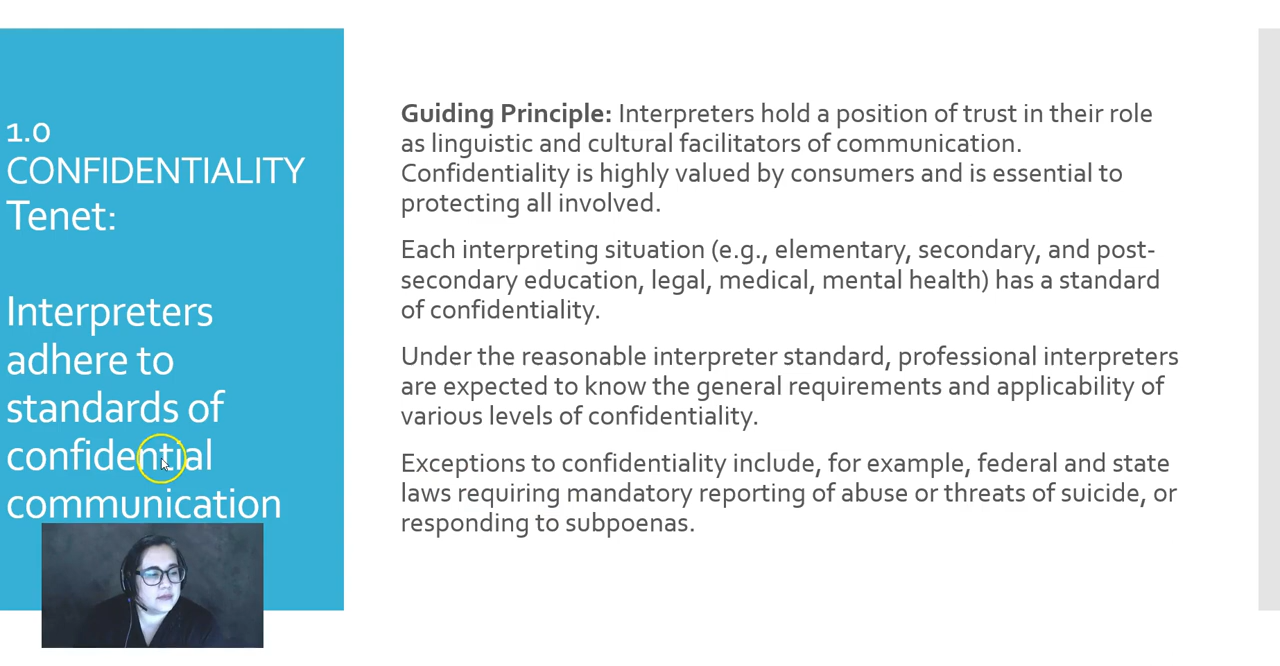 1.0
CONFIDENTIALITY
Tenet:
Interpreters
adhere to
standards of
confidential
communication
Guiding Principle: Interpreters hold a position of trust in their role
as linguistic and cultural facilitators of communication.
Confidentiality is highly valued by consumers and is essential to
protecting all involved.
Each interpreting situation (e.g., elementary, secondary, and post-
secondary education, legal, medical, mental health) has a standard
of confidentiality.
Under the reasonable interpreter standard, professional interpreters
are expected to know the general requirements and applicability of
various levels of confidentiality.
Exceptions to confidentiality include, for example, federal and state
laws requiring mandatory reporting of abuse or threats of suicide, or
responding to subpoenas.